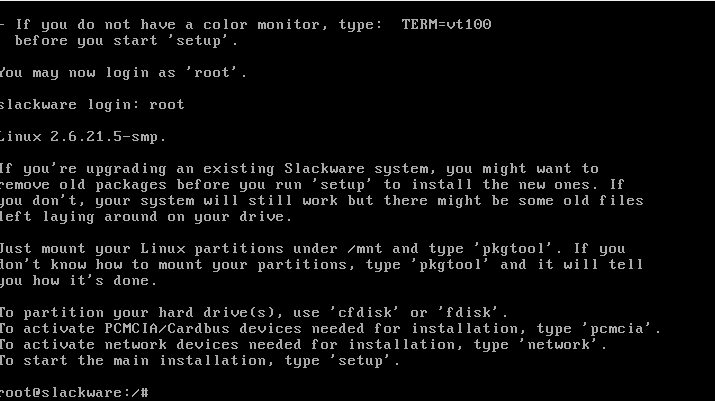 - If you do not have a color monitor, type:  TERM=vt100
  before you start 'setup'.
You may now login as 'root'.
slackware login: root
Linux 2.6.21.5-smp.
If you're upgrading an existing Slackware system, you might want to
remove old packages before you run 'setup' to install the new ones. If
you don't, your system will still work but there might be some old files
left laying around on your drive.
Just mount your Linux partitions under /mnt and type 'pkgtool'. If you
don't know how to mount your partitions, type 'pkgtool' and it will tell
you how it's done.
To partition your hard drive(s), use 'cfdisk' or 'fdisk'.
To activate PCMCIA/Cardbus devices needed for installation, type 'pcmcia'.
To activate network devices needed for installation, type 'network'.
To start the main installation, type 'setup'.
root@slackware:/#